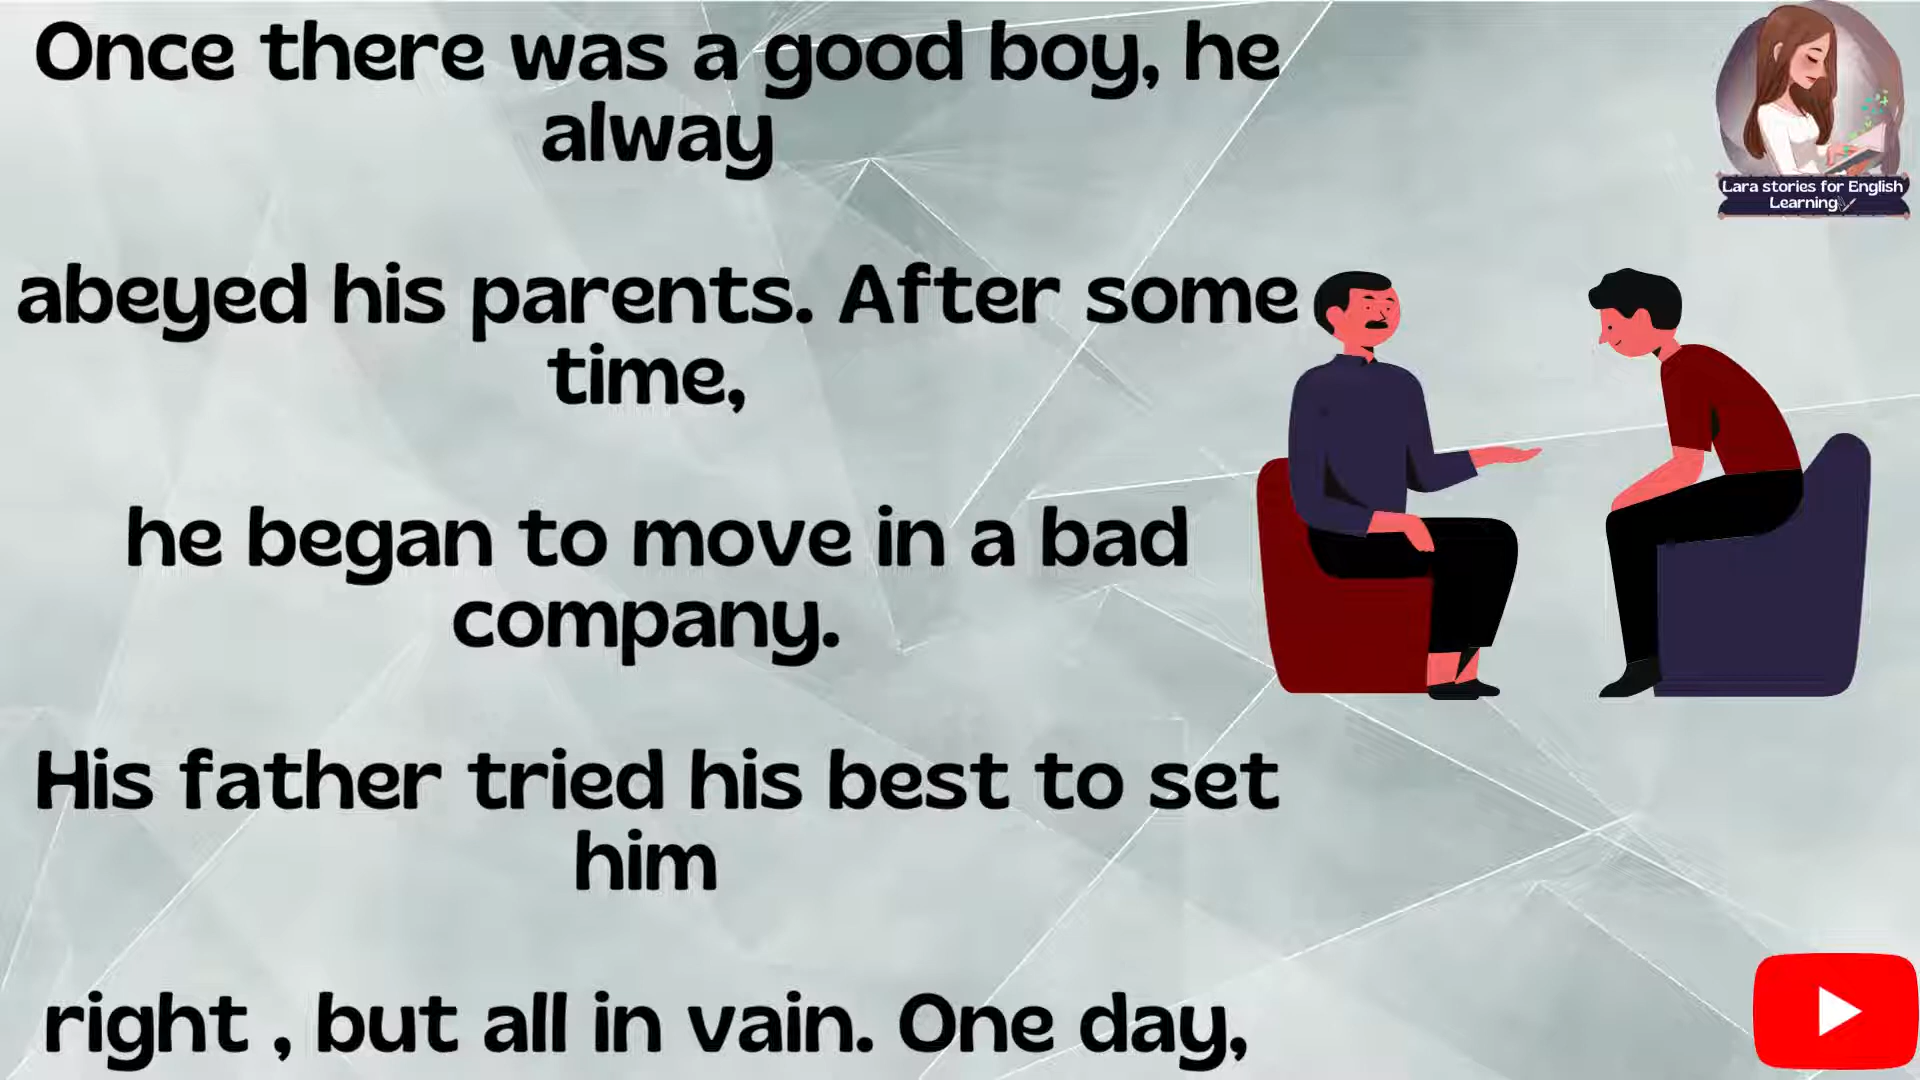 Once there was a good boy, he
alway
abeyed his parents. After some
time,
he began to move in a bad
company.
His father tried his best to set
him
right , but all in vain. One day,
Lara stories for English
Learning